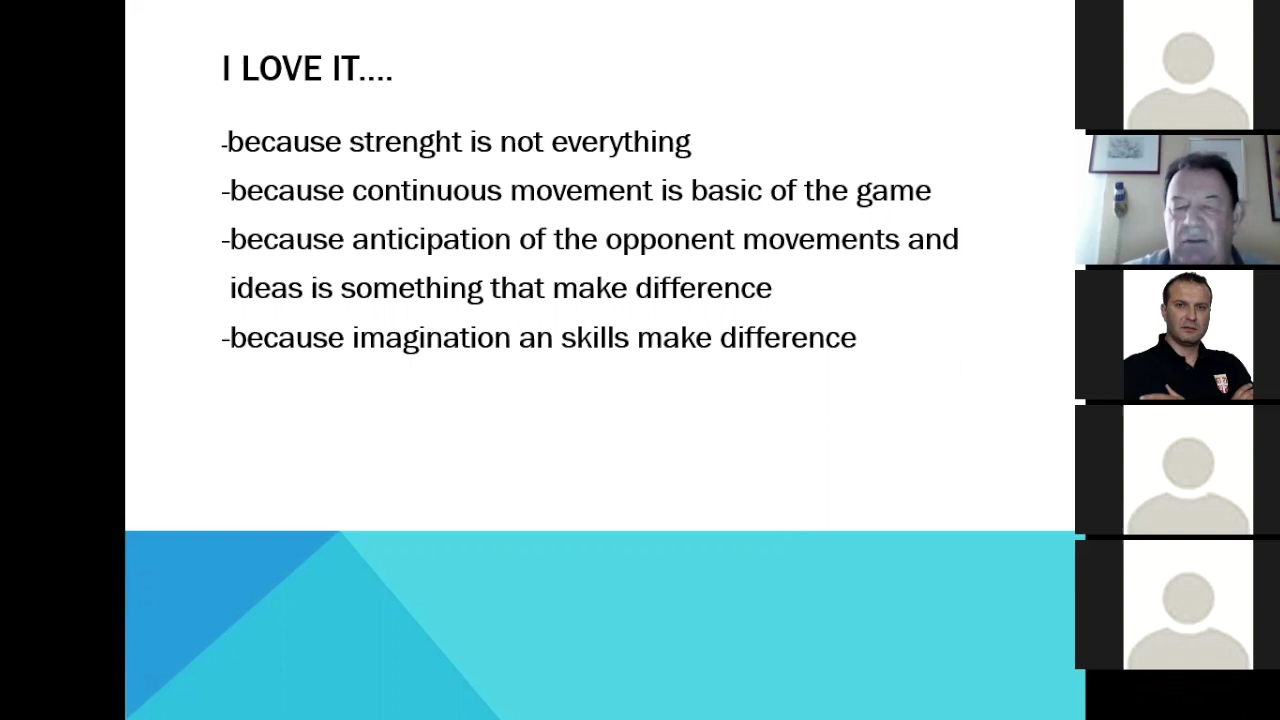 I LOVE IT....
-because strenght is not everything
-because continuous movement is basic of the game
-because anticipation of the opponent movements and
ideas is something that make difference
-because imagination an skills make difference